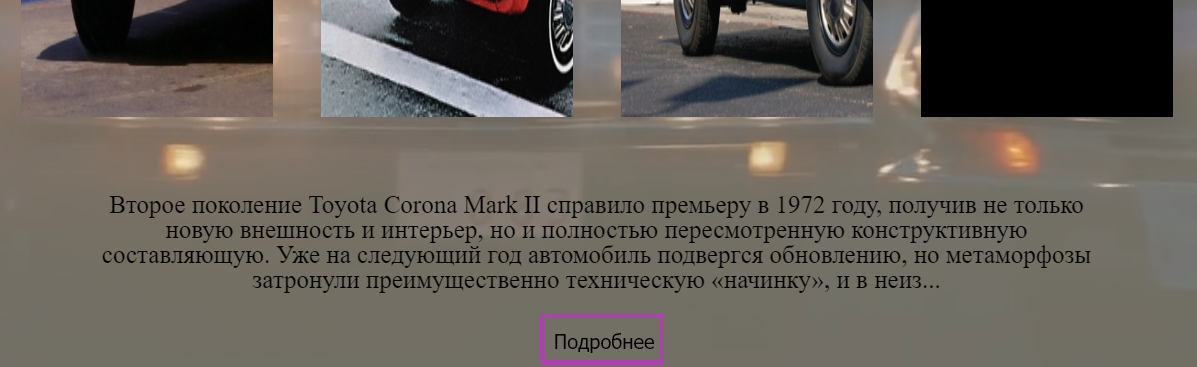 Второе поколение Toyota Corona Mark II справило премьеру в 1972 году, получив не только
новую внешность и интерьер, но и полностью пересмотренную конструктивную
составляющую. Уже на следующий год автомобиль подвергся обновлению, но метаморфозы
затронули преимущественно техническую «начинку», и в неиз...
Подробнее